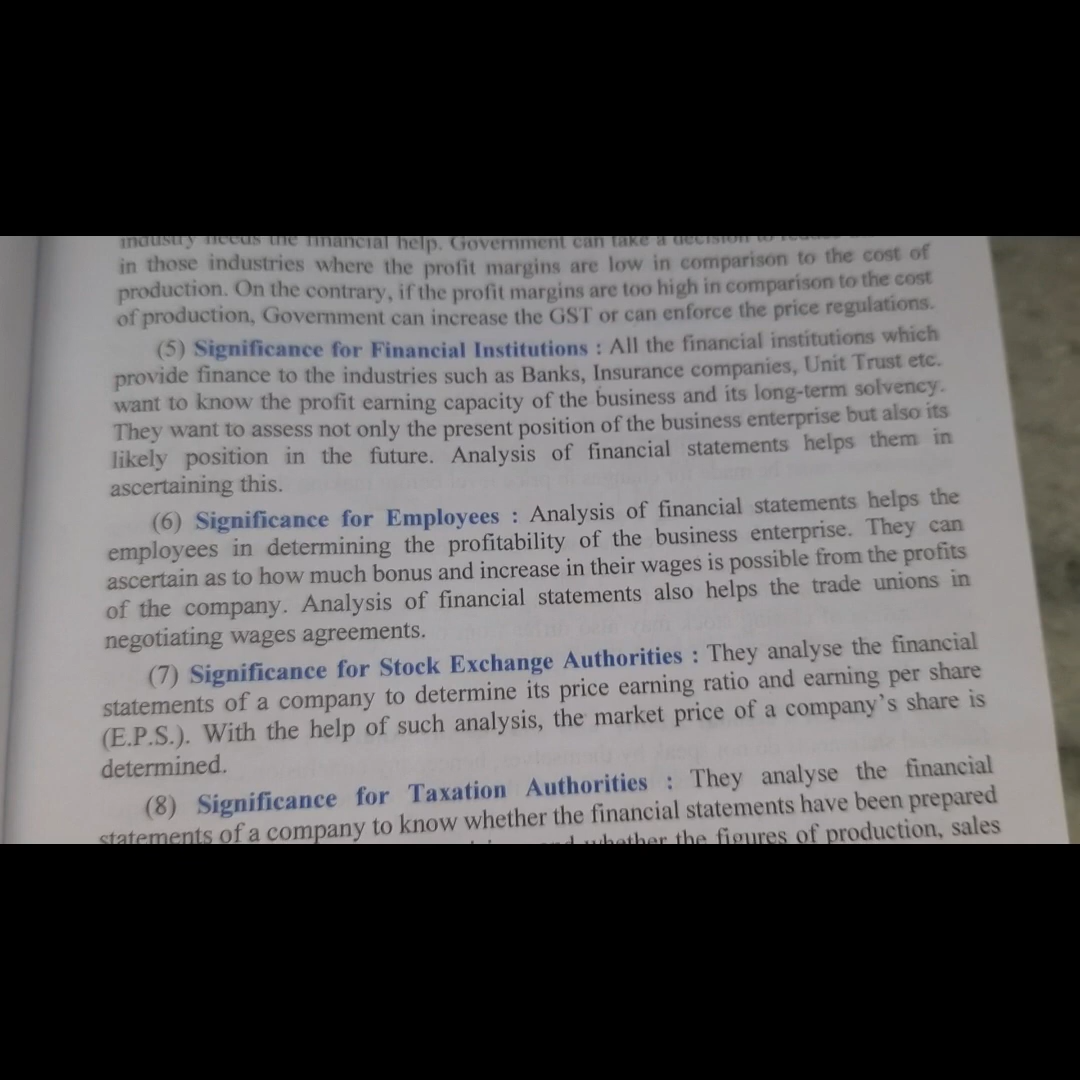 industry needs the financial help. Government can take a decision to
in those industries where the profit margins are low in comparison to the cost of
production. On the contrary, if the profit margins are too high in comparison to the cost
of production, Government can increase the GST or can enforce the price regulations.
(5) Significance for Financial Institutions : All the financial institutions which
provide finance to the industries such as Banks, Insurance companies, Unit Trust etc.
want to know the profit earning capacity of the business and its long-term solvency.
They want to assess not only the present position of the business enterprise but also its
likely position in the future. Analysis of financial statements helps them in
ascertaining this.
(6) Significance for Employees : Analysis of financial statements helps the
employees in determining the profitability of the business enterprise. They can
ascertain as to how much bonus and increase in their wages is possible from the profits
of the company. Analysis of financial statements also helps the trade unions in
negotiating wages agreements.
(7) Significance for Stock Exchange Authorities : They analyse the financial
statements of a company to determine its price earning ratio and earning per share
(E.P.S.). With the help of such analysis, the market price of a company's share is
determined.
(8) Significance for Taxation Authorities : They analyse the financial
statements of a company to know whether the financial statements have been prepared
whether the figures of production, sales